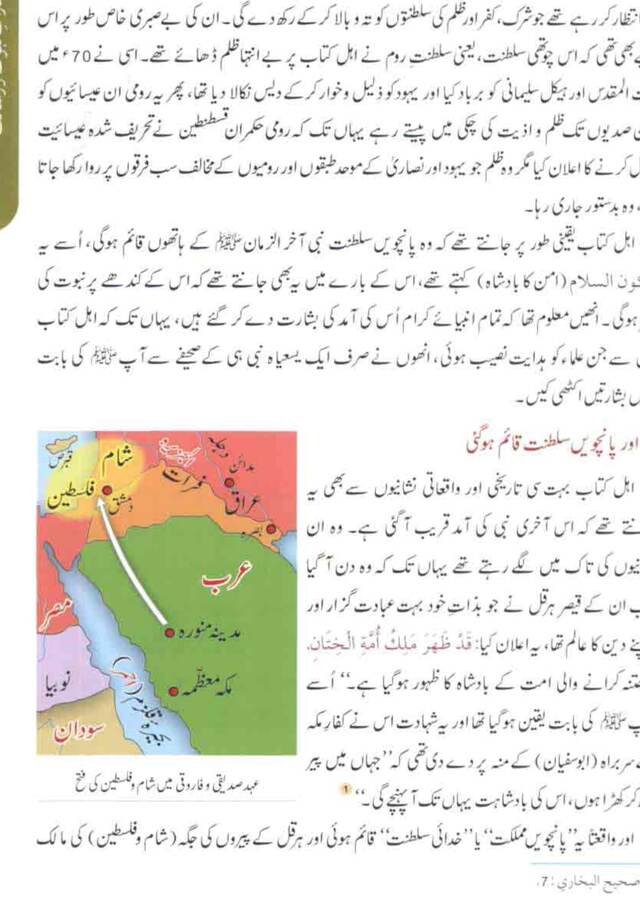 انتظار کر رہے تھے جو شرک، کفر اور ظلم کی سلطنتوں کو تہ و بالا کر کے رکھ دے گی۔ ان کی بے صبری خاص طور پر اس
بھی تھی کہ اس چوتھی سلطنت، یعنی سلطنتِ روم نے اہل کتاب پر بے انتہا ظلم ڈھائے تھے۔ اسی نے 70ء میں
المقدس اور ہیکل سلیمانی کو برباد کیا اور یہود کو ذلیل و خوار کر کے دیس نکالا دیا تھا، پھر یہ رومی ان عیسائیوں کو
صدیوں تک ظلم و اذیت کی چکی میں پیستے رہے یہاں تک کہ رومی حکمران قسطنطین نے تحریف شدہ عیسائیت
کرنے کا اعلان کیا مگر وہ ظلم جو یہود اور نصاریٰ کے موحد طبقوں اور رومیوں کے مخالف سب فرقوں پر روا رکھا جاتا
وہ بدستور جاری رہا۔
اہل کتاب یقینی طور پر جانتے تھے کہ وہ پانچویں سلطنت نبی آخر الزمان ﷺ کے ہاتھوں قائم ہوگی، اُسے یہ
السلام (امن کا بادشاہ) کہتے تھے، اس کے بارے میں یہ بھی جانتے تھے کہ اس کے کندھے پر نبوت کی
ہوگی۔ انھیں معلوم تھا کہ تمام انبیائے کرام اُس کی آمد کی بشارت دے کر گئے ہیں، یہاں تک کہ اہل کتاب
سے جن علماء کو ہدایت نصیب ہوئی، انھوں نے صرف ایک یسعیاہ نبی ہی کے صحیفے سے آپ ﷺ کی بابت
بشارتیں اکٹھی کیں۔
اور پانچویں سلطنت قائم ہوگئی
اہل کتاب بہت سی تاریخی اور واقعاتی نشانیوں سے بھی یہ
تھے کہ اس آخری نبی کی آمد قریب آگئی ہے۔ وہ ان
کی تاک میں لگے رہتے تھے یہاں تک کہ وہ دن آگیا
ان کے قیصر ہرقل نے جو بذاتِ خود بہت عبادت گزار اور
دین کا عالم تھا، یہ اعلان کیا: قَدْ ظَهَرَ مَلِكُ أُمَّةِ الْخِتَانِ،
کرانے والی امت کے بادشاہ کا ظہور ہوگیا ہے۔“ اُسے
ﷺ کی بابت یقین ہوگیا تھا اور یہ شہادت اس نے کفارِ مکہ
سربراہ (ابوسفیان) کے منہ پر دے دی تھی کہ ”جہاں میں پیر
کھڑا ہوں، اس کی بادشاہت یہاں تک آ پہنچے گی۔“
اور واقعتاً یہ ”پانچویں مملکت“ یا ”خدائی سلطنت“ قائم ہوئی اور ہرقل کے پیروں کی جگہ (شام و فلسطین) کی مالک
صحيح البخاري: 7.
قبرص
شام
فلسطین
دمشق
فرات
مدائن
دجلہ
عراق
بصرہ
عرب
مصر
مدینہ منورہ
مکہ معظمہ
نوبیا
سودان
بحیرۂ قلزم (احمر)
عہد صدیقی و فاروقی میں شام و فلسطین کی فتح